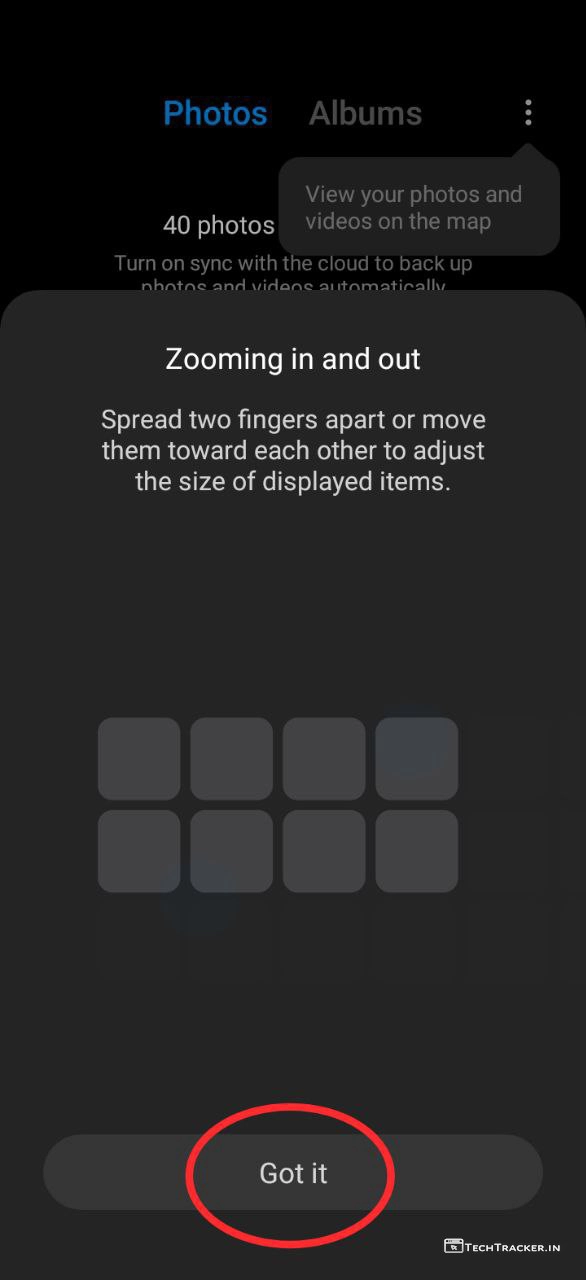 Photos Albums
View your photos and
videos on the map
40 photos
Turn on sync with the cloud to back up
photos and videos automatically
Zooming in and out
Spread two fingers apart or move
them toward each other to adjust
the size of displayed items.
Got it
TechTracker.in